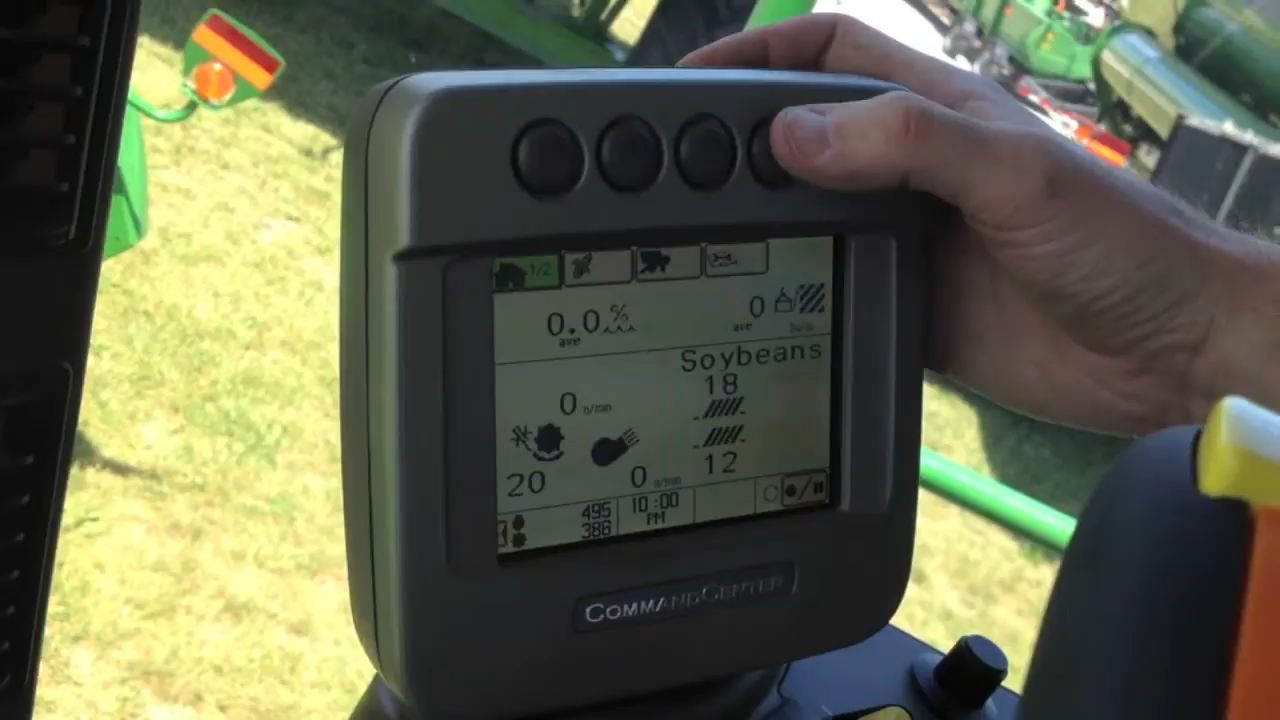 1/2
0.0 %
ave
0
ave
Soybeans
18
0 n/min
12
20
0 n/min
495
386
10:00
PM
COMMANDCENTER